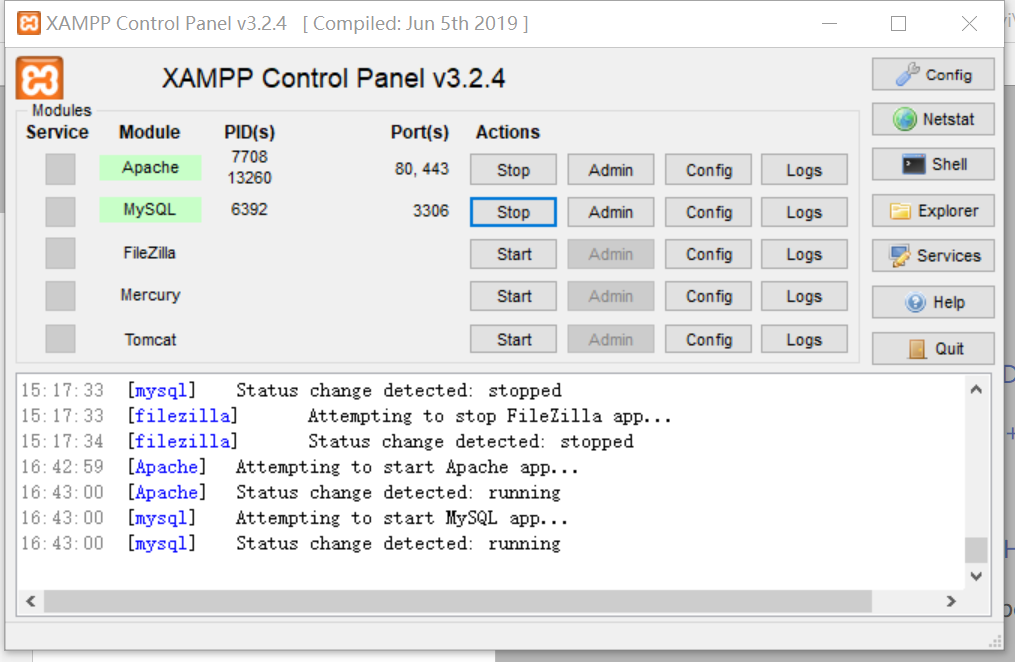 XAMPP Control Panel v3.2.4 [ Compiled: Jun 5th 2019 ]
XAMPP Control Panel v3.2.4
Config
Modules
Service Module PID(s) Port(s) Actions
Netstat
Apache 7708 13260 80, 443 Stop Admin Config Logs
Shell
MySQL 6392 3306 Stop Admin Config Logs
Explorer
FileZilla Start Admin Config Logs
Services
Mercury Start Admin Config Logs
Help
Tomcat Start Admin Config Logs
Quit
15:17:33 [mysql] Status change detected: stopped
15:17:33 [filezilla] Attempting to stop FileZilla app...
15:17:34 [filezilla] Status change detected: stopped
16:42:59 [Apache] Attempting to start Apache app...
16:43:00 [Apache] Status change detected: running
16:43:00 [mysql] Attempting to start MySQL app...
16:43:00 [mysql] Status change detected: running